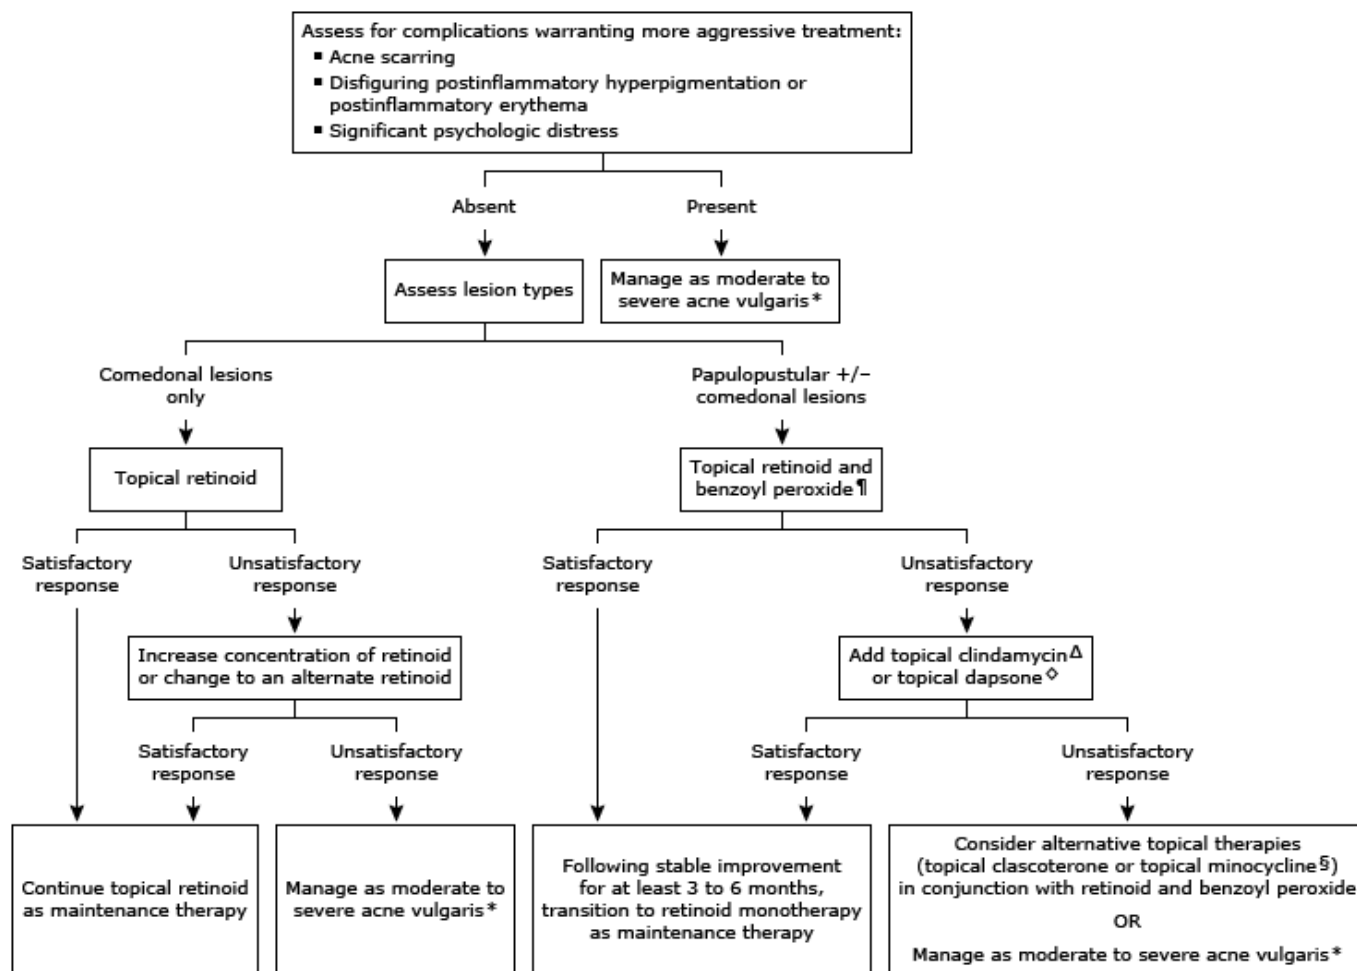 Assess for complications warranting more aggressive treatment:
▪ Acne scarring
▪ Disfiguring postinflammatory hyperpigmentation or
postinflammatory erythema
▪ Significant psychologic distress
Absent
Present
Assess lesion types
Manage as moderate to
severe acne vulgaris*
Comedonal lesions
only
Papulopustular +/–
comedonal lesions
Topical retinoid
Topical retinoid and
benzoyl peroxide¶
Satisfactory
response
Unsatisfactory
response
Satisfactory
response
Unsatisfactory
response
Increase concentration of retinoid
or change to an alternate retinoid
Add topical clindamycinΔ
or topical dapsone◇
Satisfactory
response
Unsatisfactory
response
Satisfactory
response
Unsatisfactory
response
Continue topical retinoid
as maintenance therapy
Manage as moderate to
severe acne vulgaris*
Following stable improvement
for at least 3 to 6 months,
transition to retinoid monotherapy
as maintenance therapy
Consider alternative topical therapies
(topical clascoterone or topical minocycline§)
in conjunction with retinoid and benzoyl peroxide
OR
Manage as moderate to severe acne vulgaris*